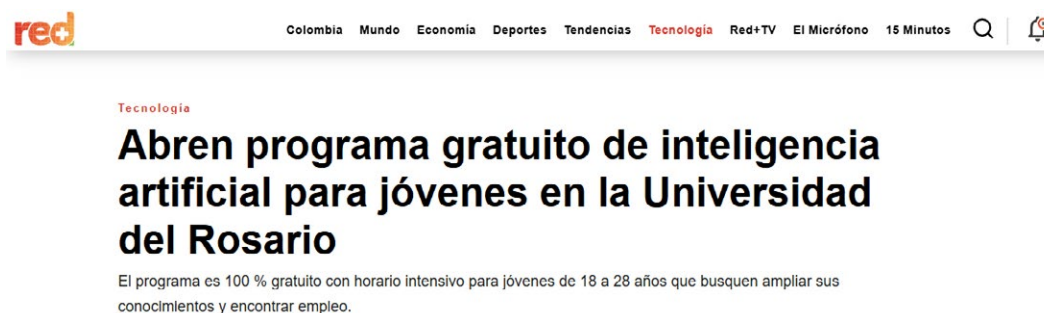 red
Colombia Mundo Economía Deportes Tendencias Tecnología Red+TV El Micrófono 15 Minutos
Tecnología
Abren programa gratuito de inteligencia
artificial para jóvenes en la Universidad
del Rosario
El programa es 100 % gratuito con horario intensivo para jóvenes de 18 a 28 años que busquen ampliar sus
conocimientos y encontrar empleo.